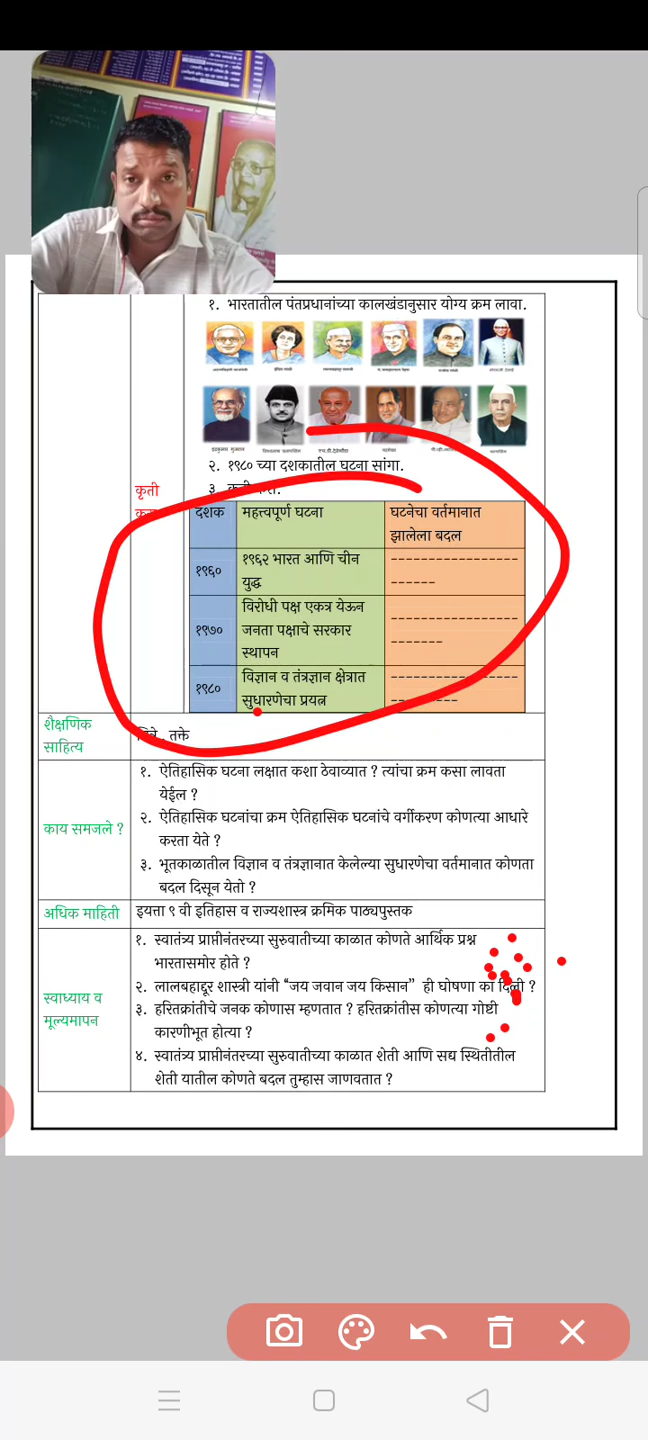 १. भारतातील पंतप्रधानांच्या कालखंडानुसार योग्य क्रम लावा.
इंदिरा गांधी
इंद्रकुमार गुजराल
२. १९८० च्या दशकातील घटना सांगा.
३.
कृती
दशक
महत्त्वपूर्ण घटना
घटनेचा वर्तमानात
झालेला बदल
१९६०
१९६२ भारत आणि चीन
युद्ध
------------------
------
१९७०
विरोधी पक्ष एकत्र येऊन
जनता पक्षाचे सरकार
स्थापन
------------------
-------
१९८०
विज्ञान व तंत्रज्ञान क्षेत्रात
सुधारणेचा प्रयत्न
------------------
---------
शैक्षणिक
साहित्य
तक्ते
काय समजले ?
१. ऐतिहासिक घटना लक्षात कशा ठेवाव्यात ? त्यांचा क्रम कसा लावता
येईल ?
२. ऐतिहासिक घटनांचा क्रम ऐतिहासिक घटनांचे वर्गीकरण कोणत्या आधारे
करता येते ?
३. भूतकाळातील विज्ञान व तंत्रज्ञानात केलेल्या सुधारणेचा वर्तमानात कोणता
बदल दिसून येतो ?
अधिक माहिती
इयत्ता ९ वी इतिहास व राज्यशास्त्र क्रमिक पाठ्यपुस्तक
स्वाध्याय व
मूल्यमापन
१. स्वातंत्र्य प्राप्तीनंतरच्या सुरुवातीच्या काळात कोणते आर्थिक प्रश्न
भारतासमोर होते ?
२. लालबहाद्दूर शास्त्री यांनी “जय जवान जय किसान” ही घोषणा का दिली ?
३. हरितक्रांतीचे जनक कोणास म्हणतात ? हरितक्रांतीस कोणत्या गोष्टी
कारणीभूत होत्या ?
४. स्वातंत्र्य प्राप्तीनंतरच्या सुरुवातीच्या काळात शेती आणि सद्य स्थितीतील
शेती यातील कोणते बदल तुम्हास जाणवतात ?